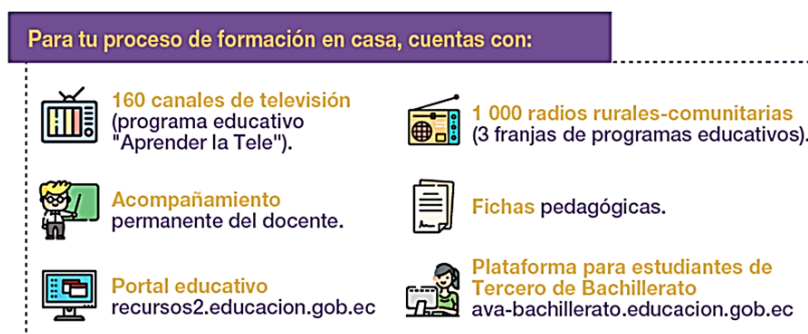 Para tu proceso de formación en casa, cuentas con:
160 canales de televisión
(programa educativo
"Aprender la Tele").
1 000 radios rurales-comunitarias
(3 franjas de programas educativos).
Acompañamiento
permanente del docente.
Fichas pedagógicas.
Portal educativo
recursos2.educacion.gob.ec
Plataforma para estudiantes de
Tercero de Bachillerato
ava-bachillerato.educacion.gob.ec